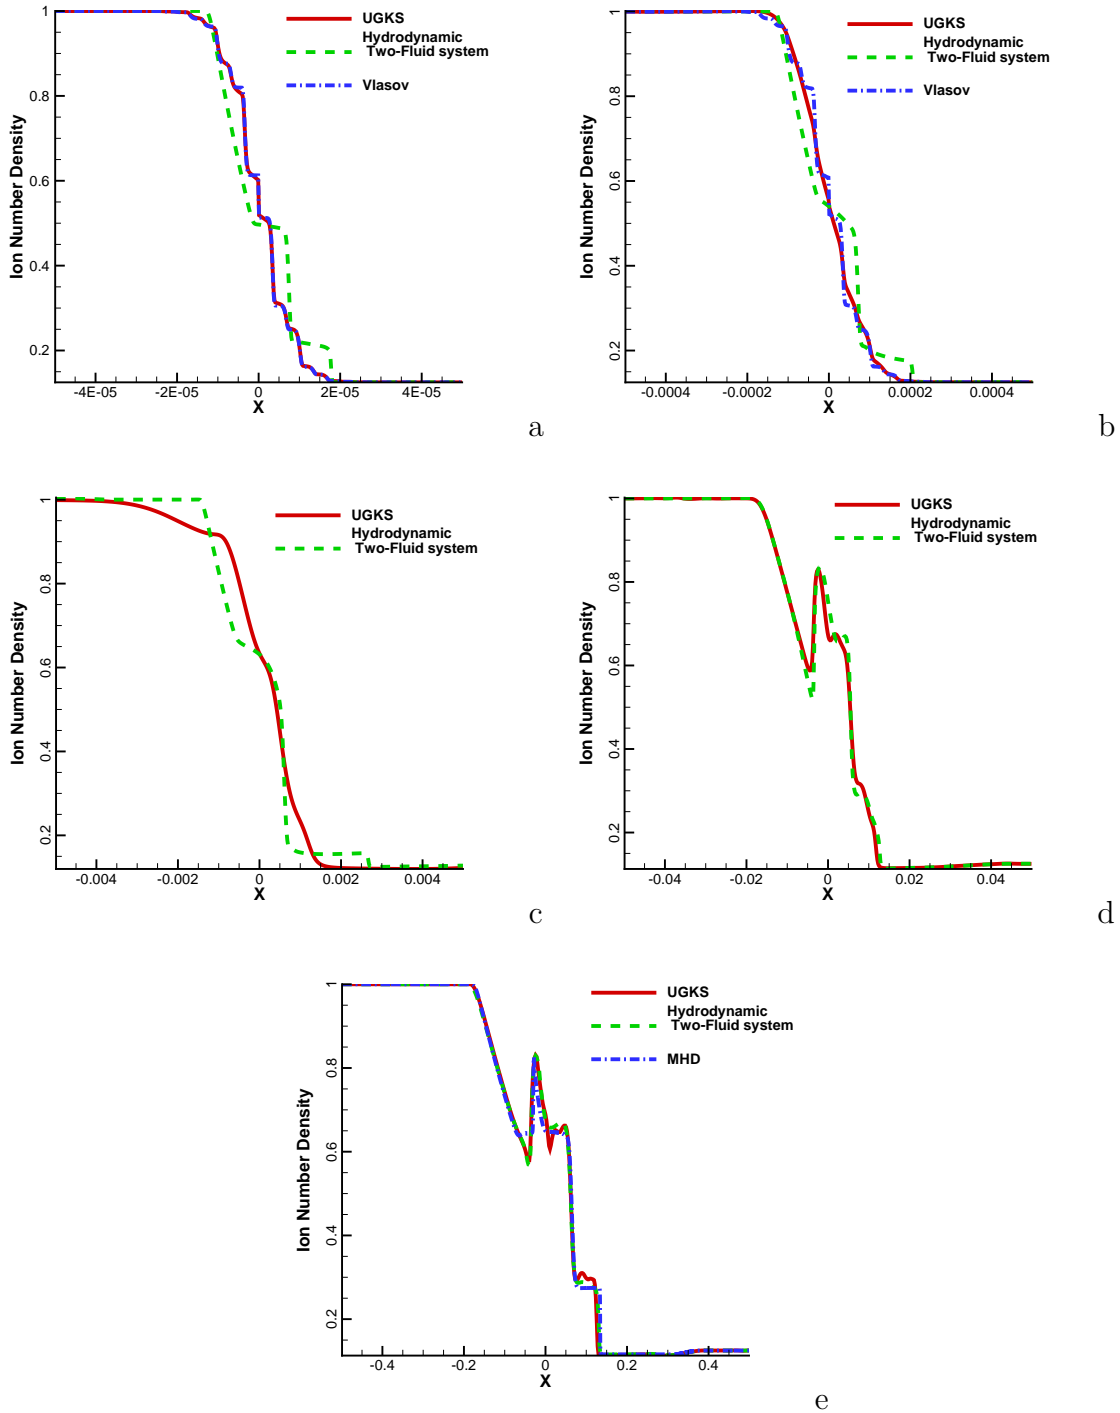 UGKS
Hydrodynamic
Two-Fluid system
Vlasov
Ion Number Density
1
0.8
0.6
0.4
0.2
-4E-05
-2E-05
0
2E-05
4E-05
X
a
UGKS
Hydrodynamic
Two-Fluid system
Vlasov
Ion Number Density
1
0.8
0.6
0.4
0.2
-0.0004
-0.0002
0
0.0002
0.0004
X
b
UGKS
Hydrodynamic
Two-Fluid system
Ion Number Density
1
0.8
0.6
0.4
0.2
-0.004
-0.002
0
0.002
0.004
X
c
UGKS
Hydrodynamic
Two-Fluid system
Ion Number Density
1
0.8
0.6
0.4
0.2
-0.04
-0.02
0
0.02
0.04
X
d
UGKS
Hydrodynamic
Two-Fluid system
MHD
Ion Number Density
1
0.8
0.6
0.4
0.2
-0.4
-0.2
0
0.2
0.4
X
e